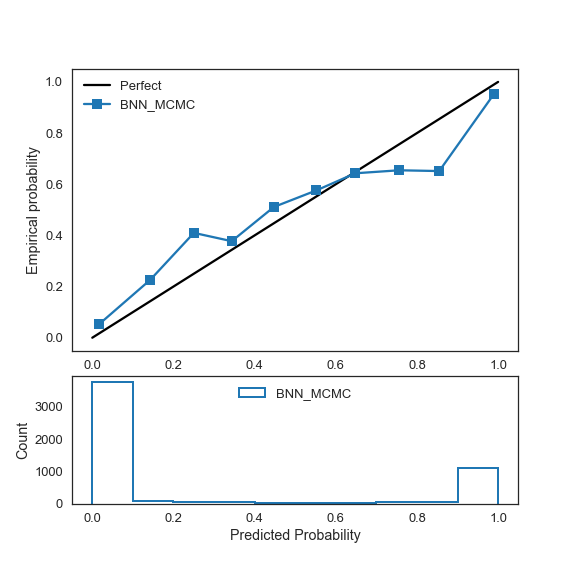 1.0
0.8
0.6
0.4
0.2
0.0
Empirical probability
Perfect
BNN_MCMC
0.0 0.2 0.4 0.6 0.8 1.0
3000
2000
1000
0
Count
BNN_MCMC
0.0 0.2 0.4 0.6 0.8 1.0
Predicted Probability